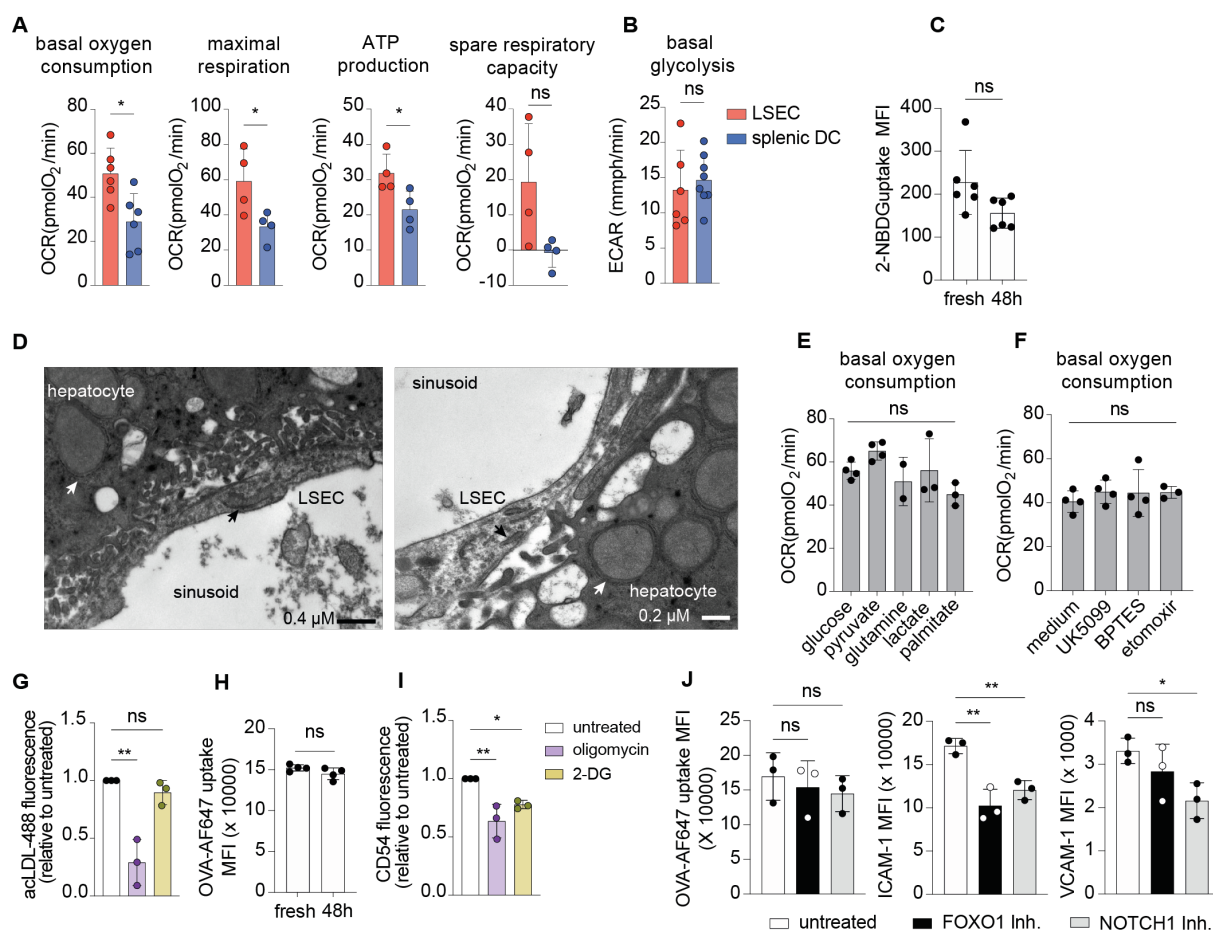 A
basal oxygen
consumption
OCR(pmolO2/min)
80
60
40
20
0
*
maximal
respiration
OCR(pmolO2/min)
100
80
60
40
20
0
*
ATP
production
OCR(pmolO2/min)
50
40
30
20
10
0
*
spare respiratory
capacity
OCR(pmolO2/min)
40
30
20
10
0
-10
ns
B
basal
glycolysis
ECAR (mmph/min)
25
20
15
10
5
0
ns
LSEC
splenic DC
C
2-NBDGuptake MFI
400
300
200
100
0
ns
fresh 48h
D
hepatocyte
LSEC
sinusoid
0.4 µM
sinusoid
LSEC
hepatocyte
0.2 µM
E
basal oxygen
consumption
OCR(pmolO2/min)
80
60
40
20
0
ns
glucose
pyruvate
glutamine
lactate
palmitate
F
basal oxygen
consumption
OCR(pmolO2/min)
80
60
40
20
0
ns
medium
UK5099
BPTES
etomoxir
G
acLDL-488 fluorescence
(relative to untreated)
1.5
1.0
0.5
0.0
ns
**
H
OVA-AF647 uptake
MFI (x 10000)
20
15
10
5
0
ns
fresh 48h
I
CD54 fluorescence
(relative to untreated)
1.5
1.0
0.5
0.0
*
**
untreated
oligomycin
2-DG
J
OVA-AF647 uptake MFI
(X 10000)
25
20
15
10
5
0
ns
ns
ICAM-1 MFI (x 10000)
20
15
10
5
0
**
**
VCAM-1 MFI (x 1000)
4
3
2
1
0
*
ns
untreated
FOXO1 Inh.
NOTCH1 Inh.